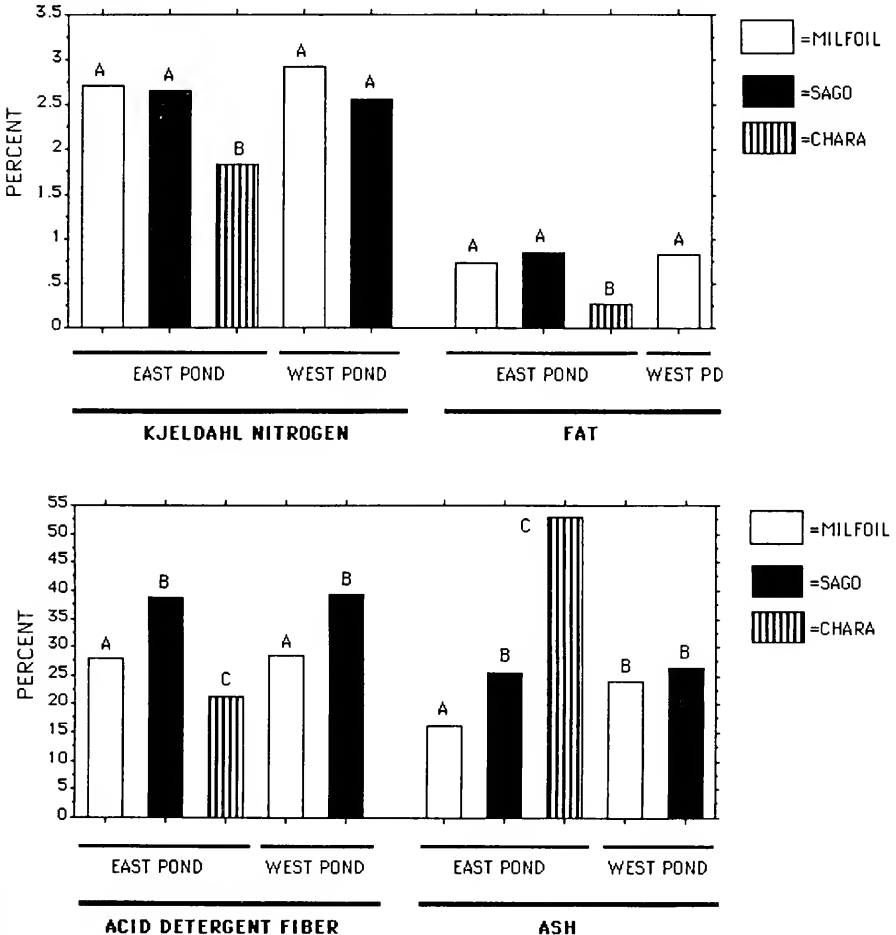 3.5
3
2.5
2
1.5
1
.5
0
PERCENT
A
A
B
A
A
A
A
B
A
=MILFOIL
=SAGO
=CHARA
EAST POND
WEST POND
EAST POND
WEST PD
KJELDAHL NITROGEN
FAT
55
50
45
40
35
30
25
20
15
10
5
0
PERCENT
A
B
C
A
B
A
B
C
B
B
=MILFOIL
=SAGO
=CHARA
EAST POND
WEST POND
EAST POND
WEST POND
ACID DETERGENT FIBER
ASH